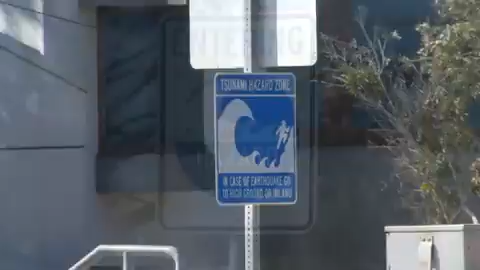 ENTERING
TSUNAMI HAZARD ZONE
IN CASE OF EARTHQUAKE GO
TO HIGH GROUND OR INLAND